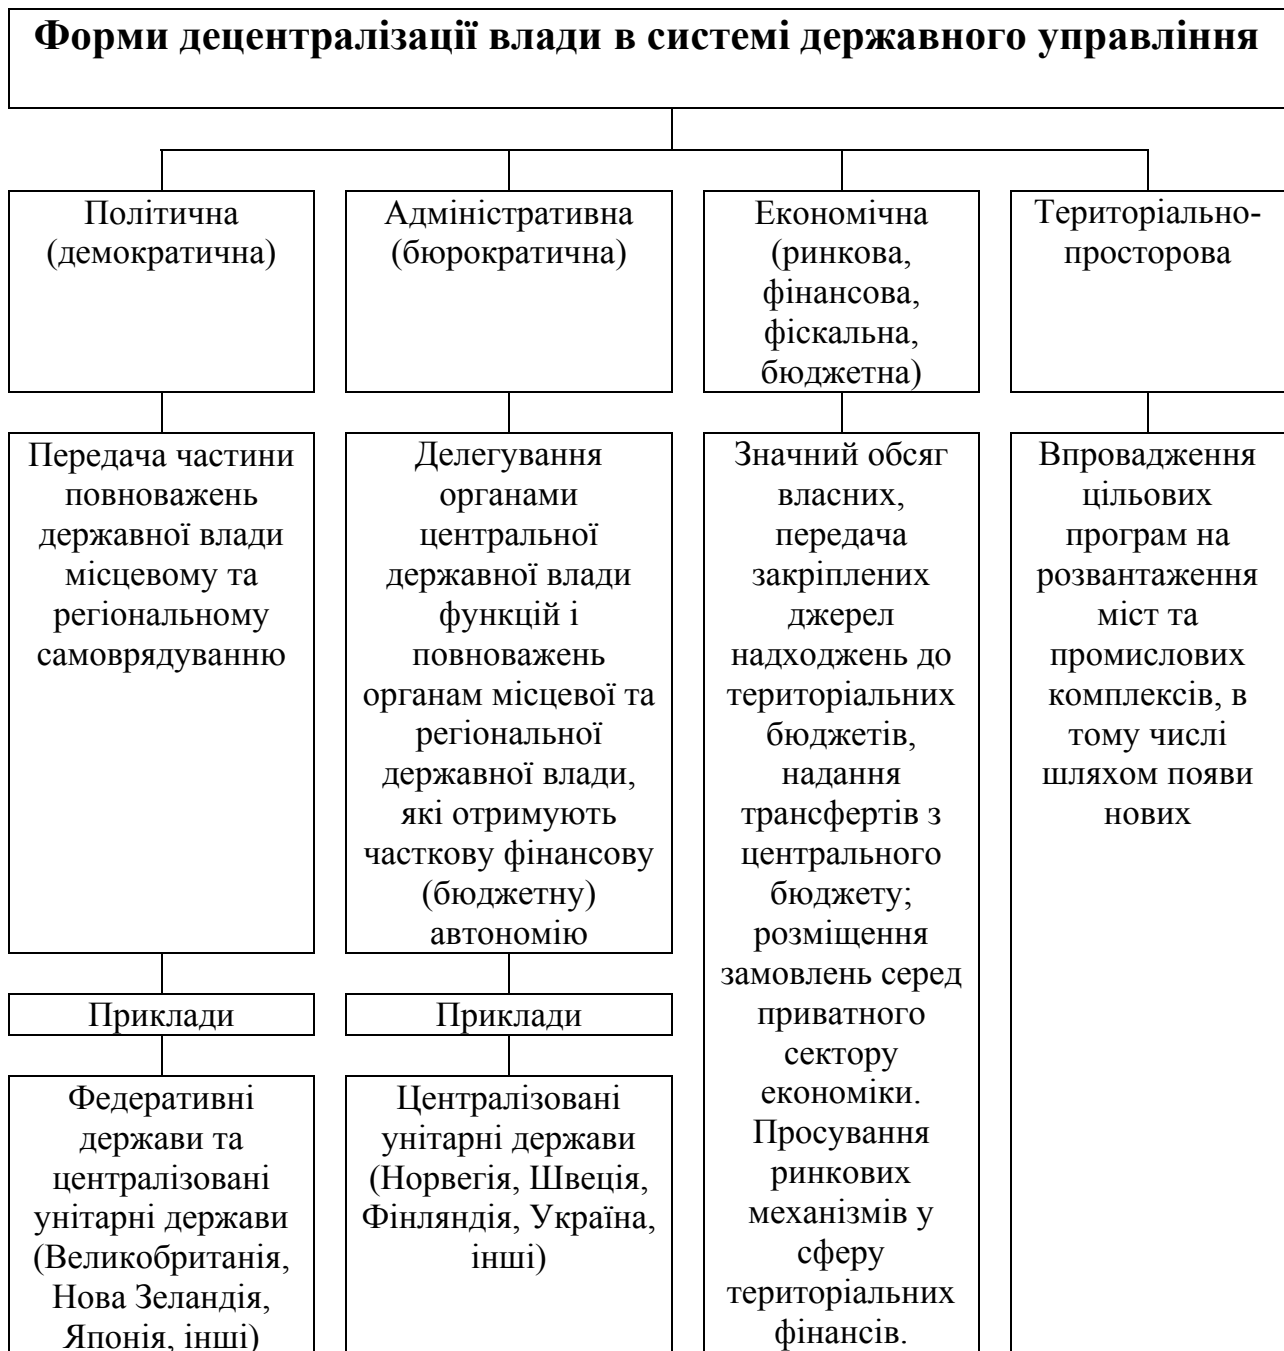 Форми децентралізації влади в системі державного управління
Політична
(демократична)
Адміністративна
(бюрократична)
Економічна
(ринкова,
фінансова,
фіскальна,
бюджетна)
Територіально-
просторова
Передача частини
повноважень
державної влади
місцевому та
регіональному
самоврядуванню
Делегування
органами
центральної
державної влади
функцій і
повноважень
органам місцевої та
регіональної
державної влади,
які отримують
часткову фінансову
(бюджетну)
автономію
Значний обсяг
власних,
передача
закріплених
джерел
надходжень до
територіальних
бюджетів,
надання
трансфертів з
центрального
бюджету;
розміщення
замовлень серед
приватного
сектору
економіки.
Просування
ринкових
механізмів у
сферу
територіальних
фінансів.
Впровадження
цільових
програм на
розвантаження
міст та
промислових
комплексів, в
тому числі
шляхом появи
нових
Приклади
Приклади
Федеративні
держави та
централізовані
унітарні держави
(Великобританія,
Нова Зеландія,
Японія, інші)
Централізовані
унітарні держави
(Норвегія, Швеція,
Фінляндія, Україна,
інші)